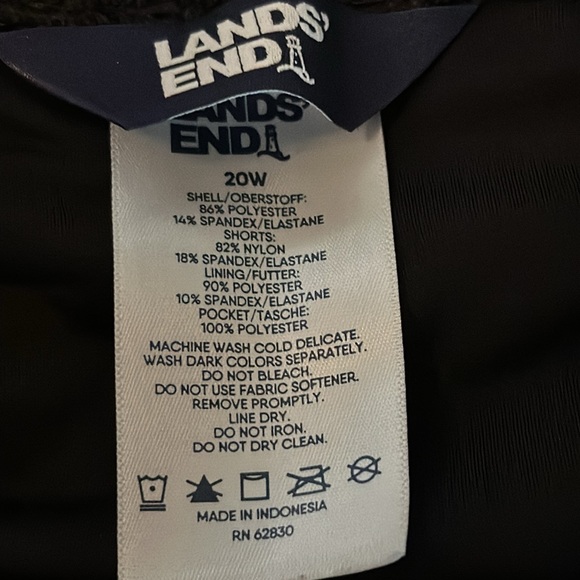 LANDS'
END
LANDS'
END
20W
SHELL/OBERSTOFF:
86% POLYESTER
14% SPANDEX/ELASTANE
SHORTS:
82% NYLON
18% SPANDEX/ELASTANE
LINING/FUTTER:
90% POLYESTER
10% SPANDEX/ELASTANE
POCKET/TASCHE:
100% POLYESTER
MACHINE WASH COLD DELICATE.
WASH DARK COLORS SEPARATELY.
DO NOT BLEACH.
DO NOT USE FABRIC SOFTENER.
REMOVE PROMPTLY.
LINE DRY.
DO NOT IRON.
DO NOT DRY CLEAN.
MADE IN INDONESIA
RN 62830